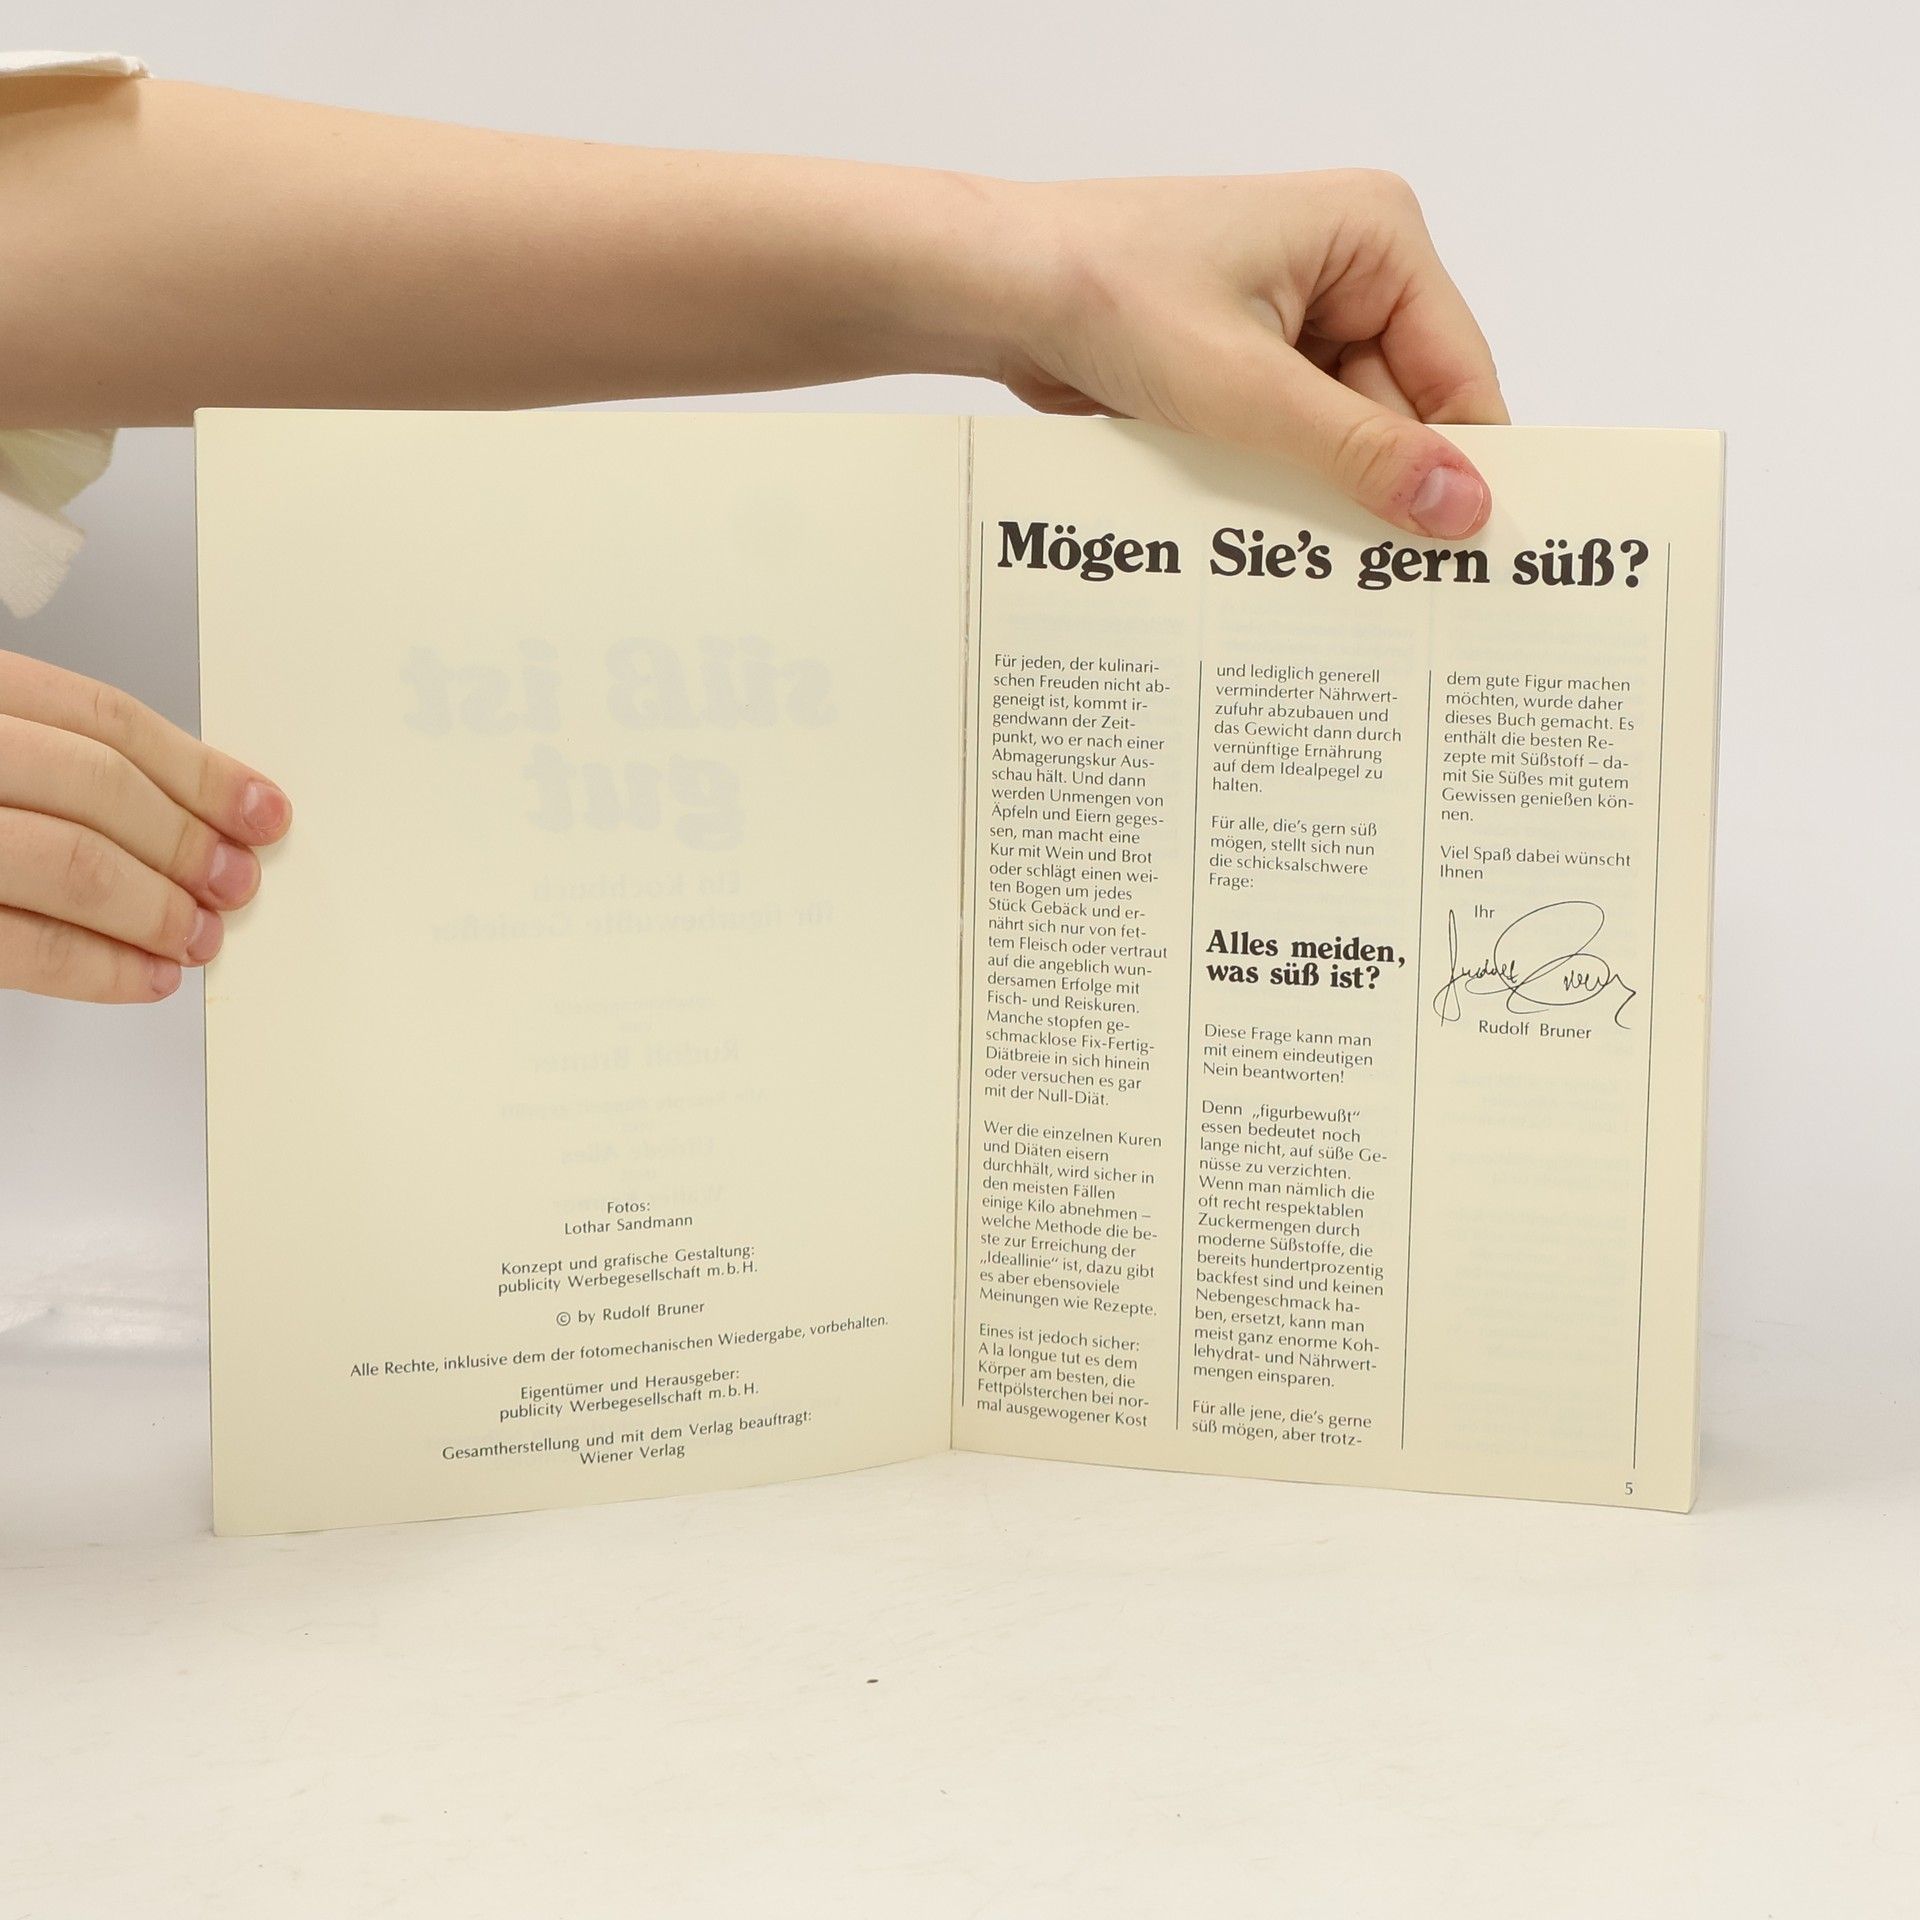 Fotos:
Lothar Sandmann
Konzept und grafische Gestaltung:
publicity Werbegesellschaft m. b. H.
© by Rudolf Bruner
Alle Rechte, inklusive dem der fotomechanischen Wiedergabe, vorbehalten.
Eigentümer und Herausgeber:
publicity Werbegesellschaft m. b. H.
Gesamtherstellung und mit dem Verlag beauftragt:
Wiener Verlag
Mögen Sie's gern süß?
Für jeden, der kulinari-
schen Freuden nicht ab-
geneigt ist, kommt ir-
gendwann der Zeit-
punkt, wo er nach einer
Abmagerungskur Aus-
schau hält. Und dann
werden Unmengen von
Äpfeln und Eiern geges-
sen, man macht eine
Kur mit Wein und Brot
oder schlägt einen wei-
ten Bogen um jedes
Stück Gebäck und er-
nährt sich nur von fet-
tem Fleisch oder vertraut
auf die angeblich wun-
dersamen Erfolge mit
Fisch- und Reiskuren.
Manche stopfen ge-
schmacklose Fix-Fertig-
Diätbreie in sich hinein
oder versuchen es gar
mit der Null-Diät.
Wer die einzelnen Kuren
und Diäten eisern
durchhält, wird sicher in
den meisten Fällen
einige Kilo abnehmen –
welche Methode die be-
ste zur Erreichung der
„Ideallinie“ ist, dazu gibt
es aber ebensoviele
Meinungen wie Rezepte.
Eines ist jedoch sicher:
A la longue tut es dem
Körper am besten, die
Fettpölsterchen bei nor-
mal ausgewogener Kost
und lediglich generell
verminderter Nährwert-
zufuhr abzubauen und
das Gewicht dann durch
vernünftige Ernährung
auf dem Idealpegel zu
halten.
Für alle, die's gern süß
mögen, stellt sich nun
die schicksalschwere
Frage:
Alles meiden,
was süß ist?
Diese Frage kann man
mit einem eindeutigen
Nein beantworten!
Denn „figurbewußt“
essen bedeutet noch
lange nicht, auf süße Ge-
nüsse zu verzichten.
Wenn man nämlich die
oft recht respektablen
Zuckermengen durch
moderne Süßstoffe, die
bereits hundertprozentig
backfest sind und keinen
Nebengeschmack ha-
ben, ersetzt, kann man
meist ganz enorme Koh-
lehydrat- und Nährwert-
mengen einsparen.
Für alle jene, die's gerne
süß mögen, aber trotz-
dem gute Figur machen
möchten, wurde daher
dieses Buch gemacht. Es
enthält die besten Re-
zepte mit Süßstoff – da-
mit Sie Süßes mit gutem
Gewissen genießen kön-
nen.
Viel Spaß dabei wünscht
Ihnen
Ihr
Rudolf Bruner
Rudolf Bruner
5